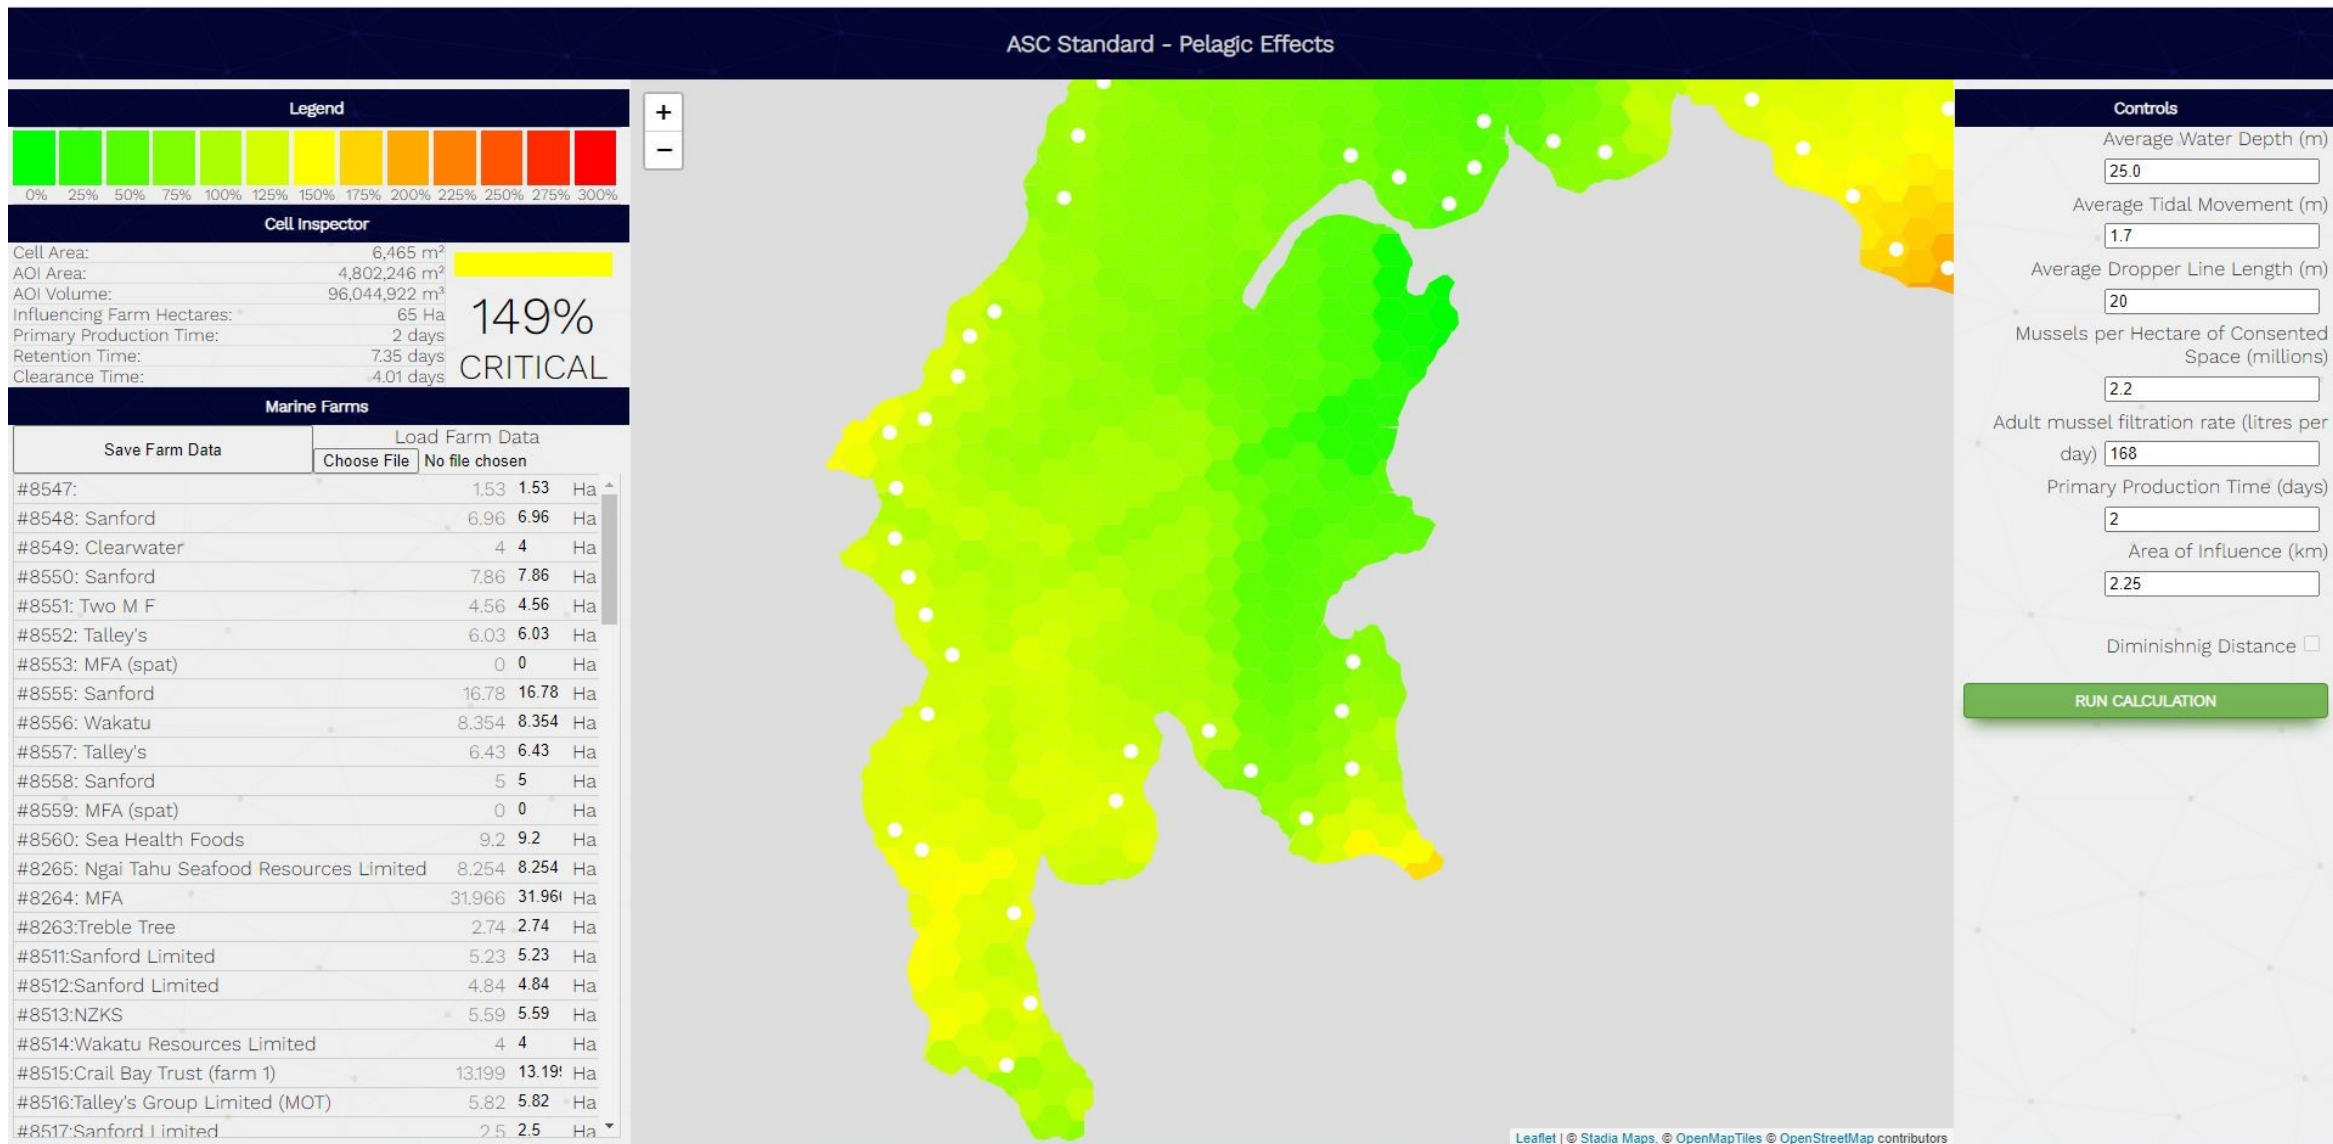 ASC Standard - Pelagic Effects
Legend
0% 25% 50% 75% 100% 125% 150% 175% 200% 225% 250% 275% 300%
Cell Inspector
Cell Area: 6,465 m²
AOI Area: 4,802,246 m²
AOI Volume: 96,044,922 m³
Influencing Farm Hectares: 65 Ha
Primary Production Time: 2 days
Retention Time: 7.35 days
Clearance Time: 4.01 days
149%
CRITICAL
Marine Farms
Save Farm Data
Load Farm Data
Choose File No file chosen
#8547: 1.53 1.53 Ha
#8548: Sanford 6.96 6.96 Ha
#8549: Clearwater 4 4 Ha
#8550: Sanford 7.86 7.86 Ha
#8551: Two M F 4.56 4.56 Ha
#8552: Talley's 6.03 6.03 Ha
#8553: MFA (spat) 0 0 Ha
#8555: Sanford 16.78 16.78 Ha
#8556: Wakatu 8.354 8.354 Ha
#8557: Talley's 6.43 6.43 Ha
#8558: Sanford 5 5 Ha
#8559: MFA (spat) 0 0 Ha
#8560: Sea Health Foods 9.2 9.2 Ha
#8265: Ngai Tahu Seafood Resources Limited 8.254 8.254 Ha
#8264: MFA 31.966 31.96 Ha
#8263:Treble Tree 2.74 2.74 Ha
#8511:Sanford Limited 5.23 5.23 Ha
#8512:Sanford Limited 4.84 4.84 Ha
#8513:NZKS 5.59 5.59 Ha
#8514:Wakatu Resources Limited 4 4 Ha
#8515:Crail Bay Trust (farm 1) 13.199 13.19 Ha
#8516:Talley's Group Limited (MOT) 5.82 5.82 Ha
#8517:Sanford Limited 2.5 2.5 Ha
+
−
Leaflet | © Stadia Maps, © OpenMapTiles © OpenStreetMap contributors
Controls
Average Water Depth (m)
25.0
Average Tidal Movement (m)
1.7
Average Dropper Line Length (m)
20
Mussels per Hectare of Consented
Space (millions)
2.2
Adult mussel filtration rate (litres per
day) 168
Primary Production Time (days)
2
Area of Influence (km)
2.25
Diminishnig Distance
RUN CALCULATION